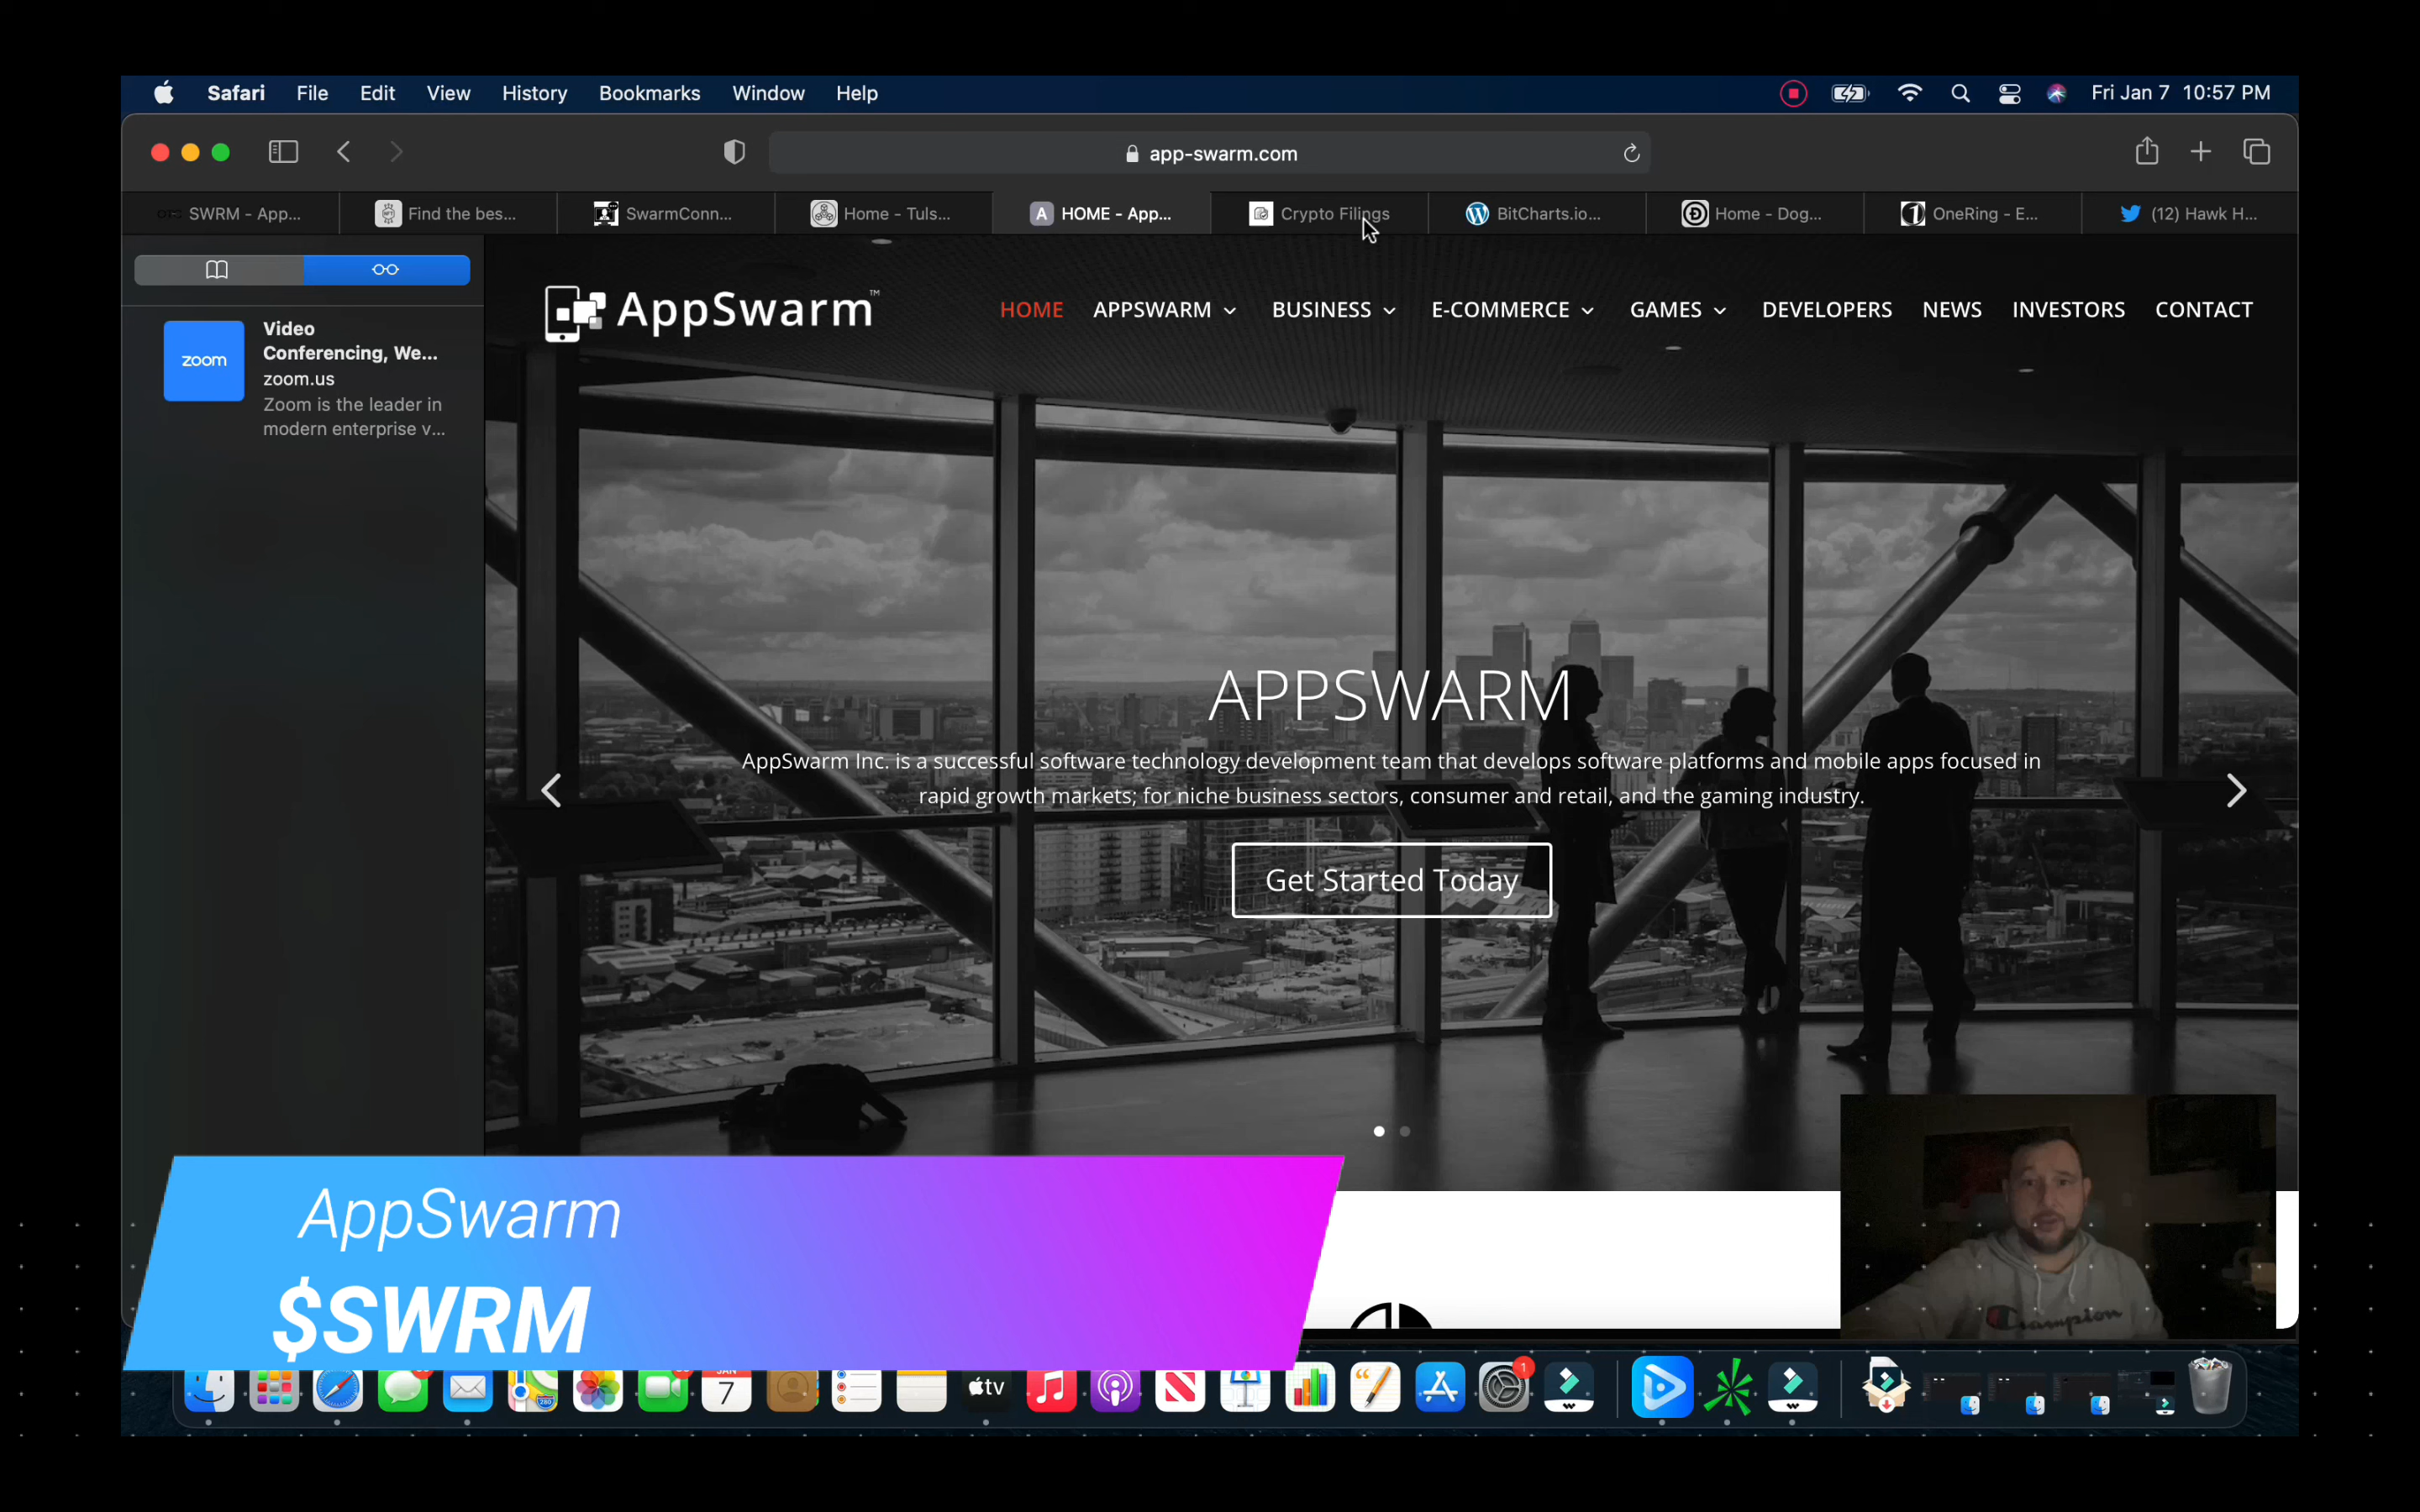 Safari File Edit View History Bookmarks Window Help Fri Jan 7 10:57 PM
app-swarm.com
SWRM - App... Find the bes... SwarmConn... Home - Tuls... A HOME - App... Crypto Filings BitCharts.io... Home - Dog... OneRing - E... (12) Hawk H...
AppSwarm™ HOME APPSWARM BUSINESS E-COMMERCE GAMES DEVELOPERS NEWS INVESTORS CONTACT
zoom
Video
Conferencing, We...
zoom.us
Zoom is the leader in
modern enterprise v...
APPSWARM
AppSwarm Inc. is a successful software technology development team that develops software platforms and mobile apps focused in
rapid growth markets; for niche business sectors, consumer and retail, and the gaming industry.
Get Started Today
Champion
AppSwarm
$SWRM
JAN
7
tv
1
280